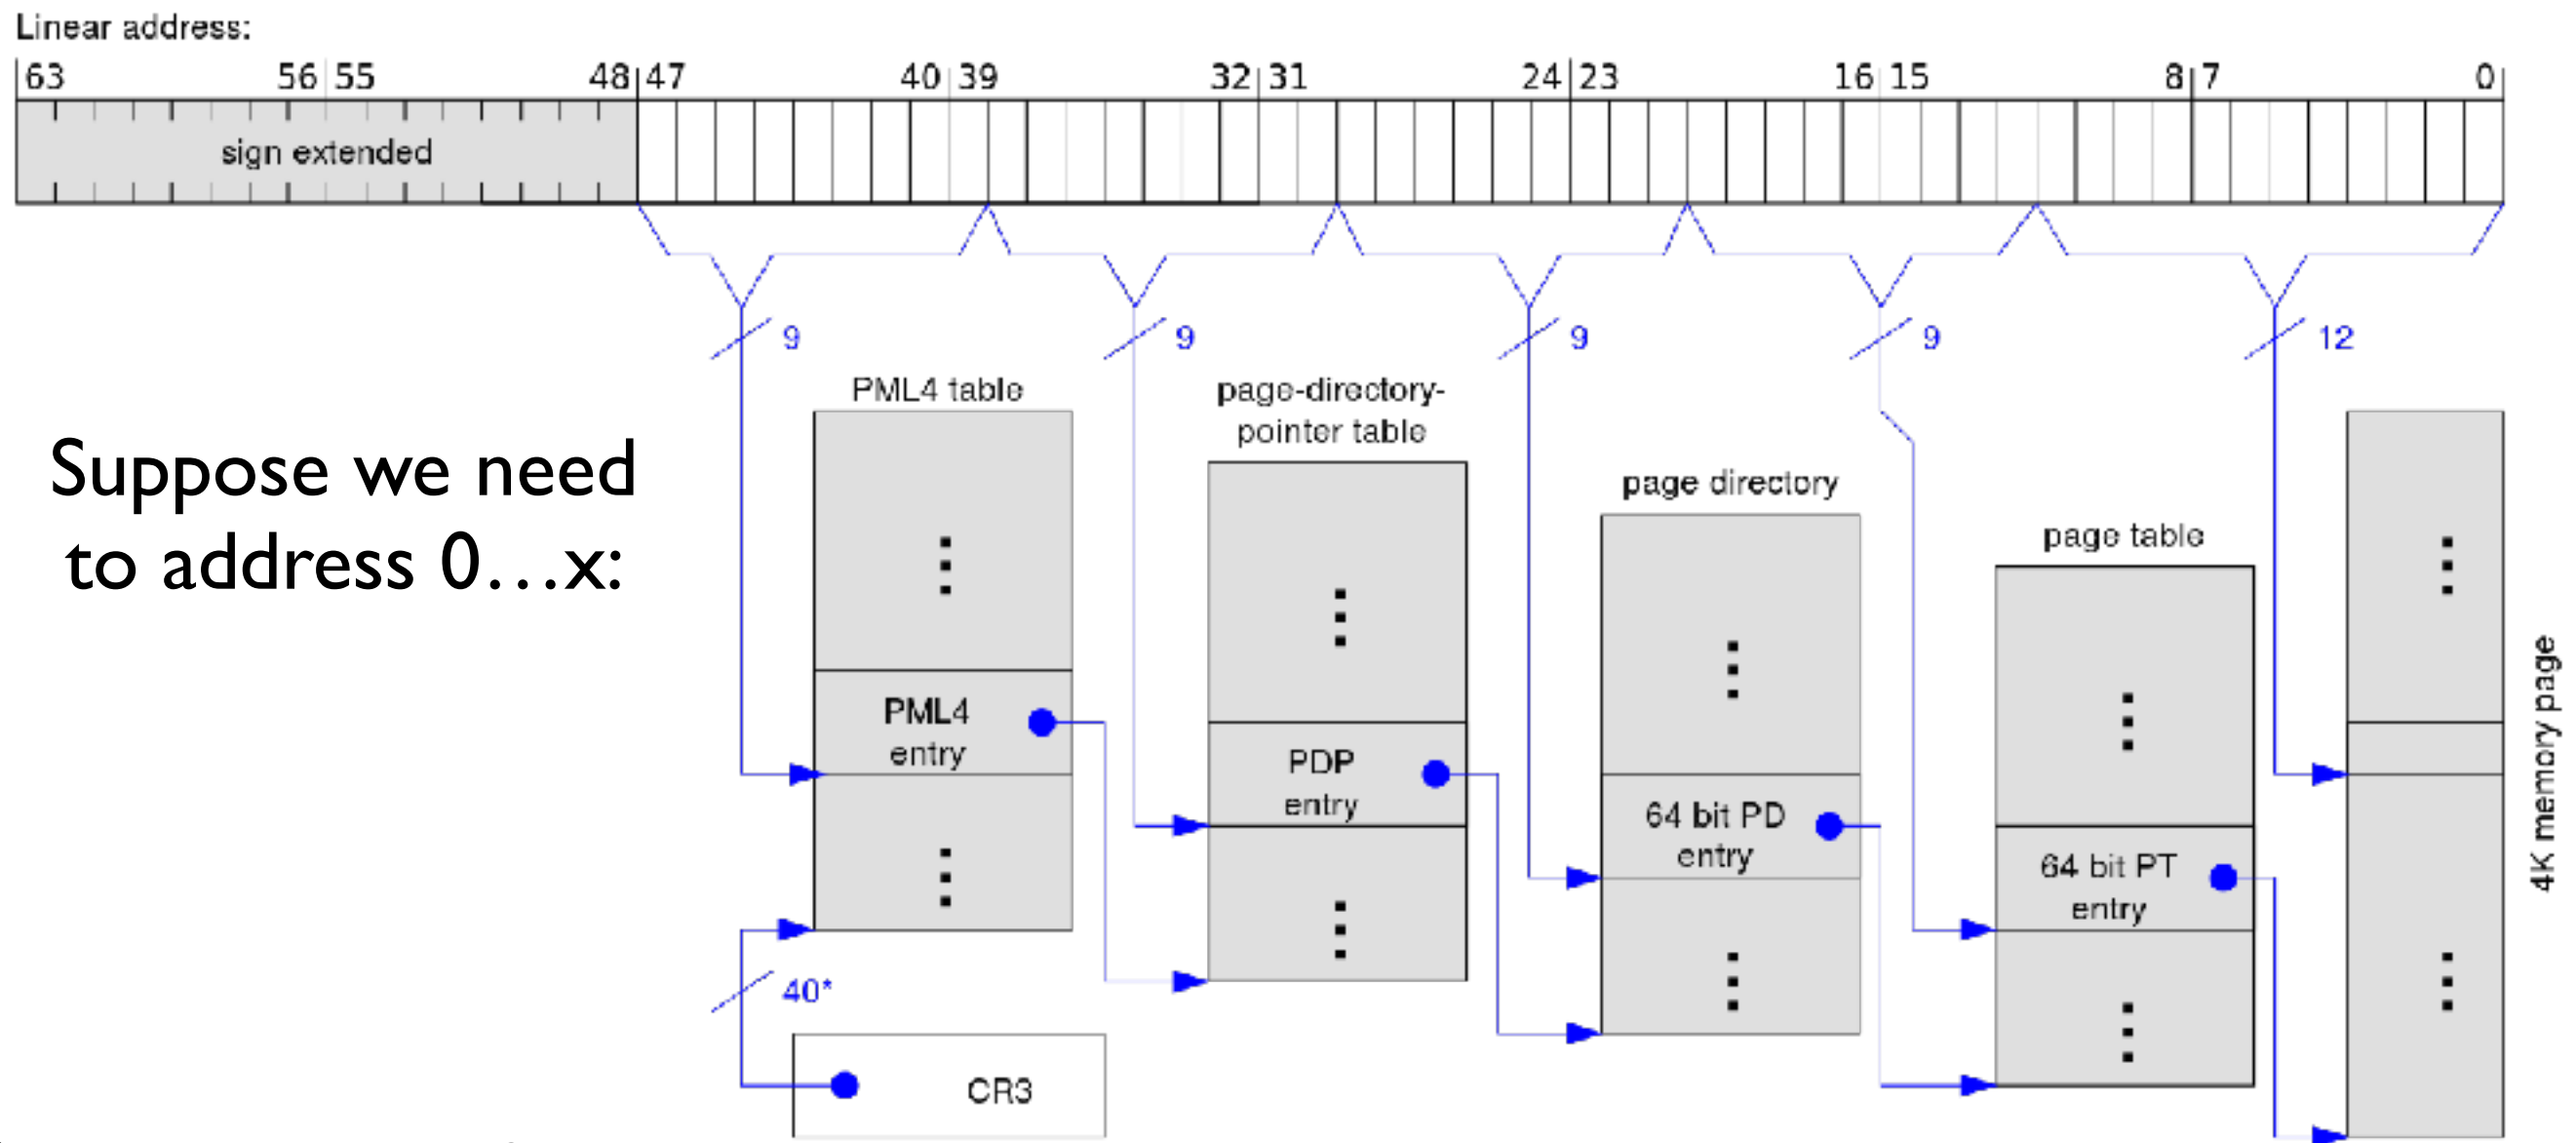 Linear address:
63 56 55 48 47 40 39 32 31 24 23 16 15 8 7 0
sign extended
9 9 9 9 12
Suppose we need
to address 0...x:
PML4 table
PML4
entry
40*
CR3
page-directory-
pointer table
PDP
entry
page directory
64 bit PD
entry
page table
64 bit PT
entry
4K memory page